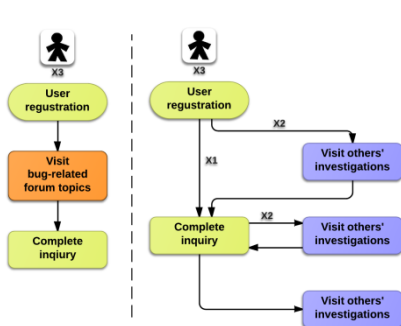 X3
User
regustration
Visit
bug-related
forum topics
Complete
inqiury
X3
User
regustration
X2
X1
Visit others'
investigations
Complete
inquiry
X2
Visit others'
investigations
Visit others'
investigations